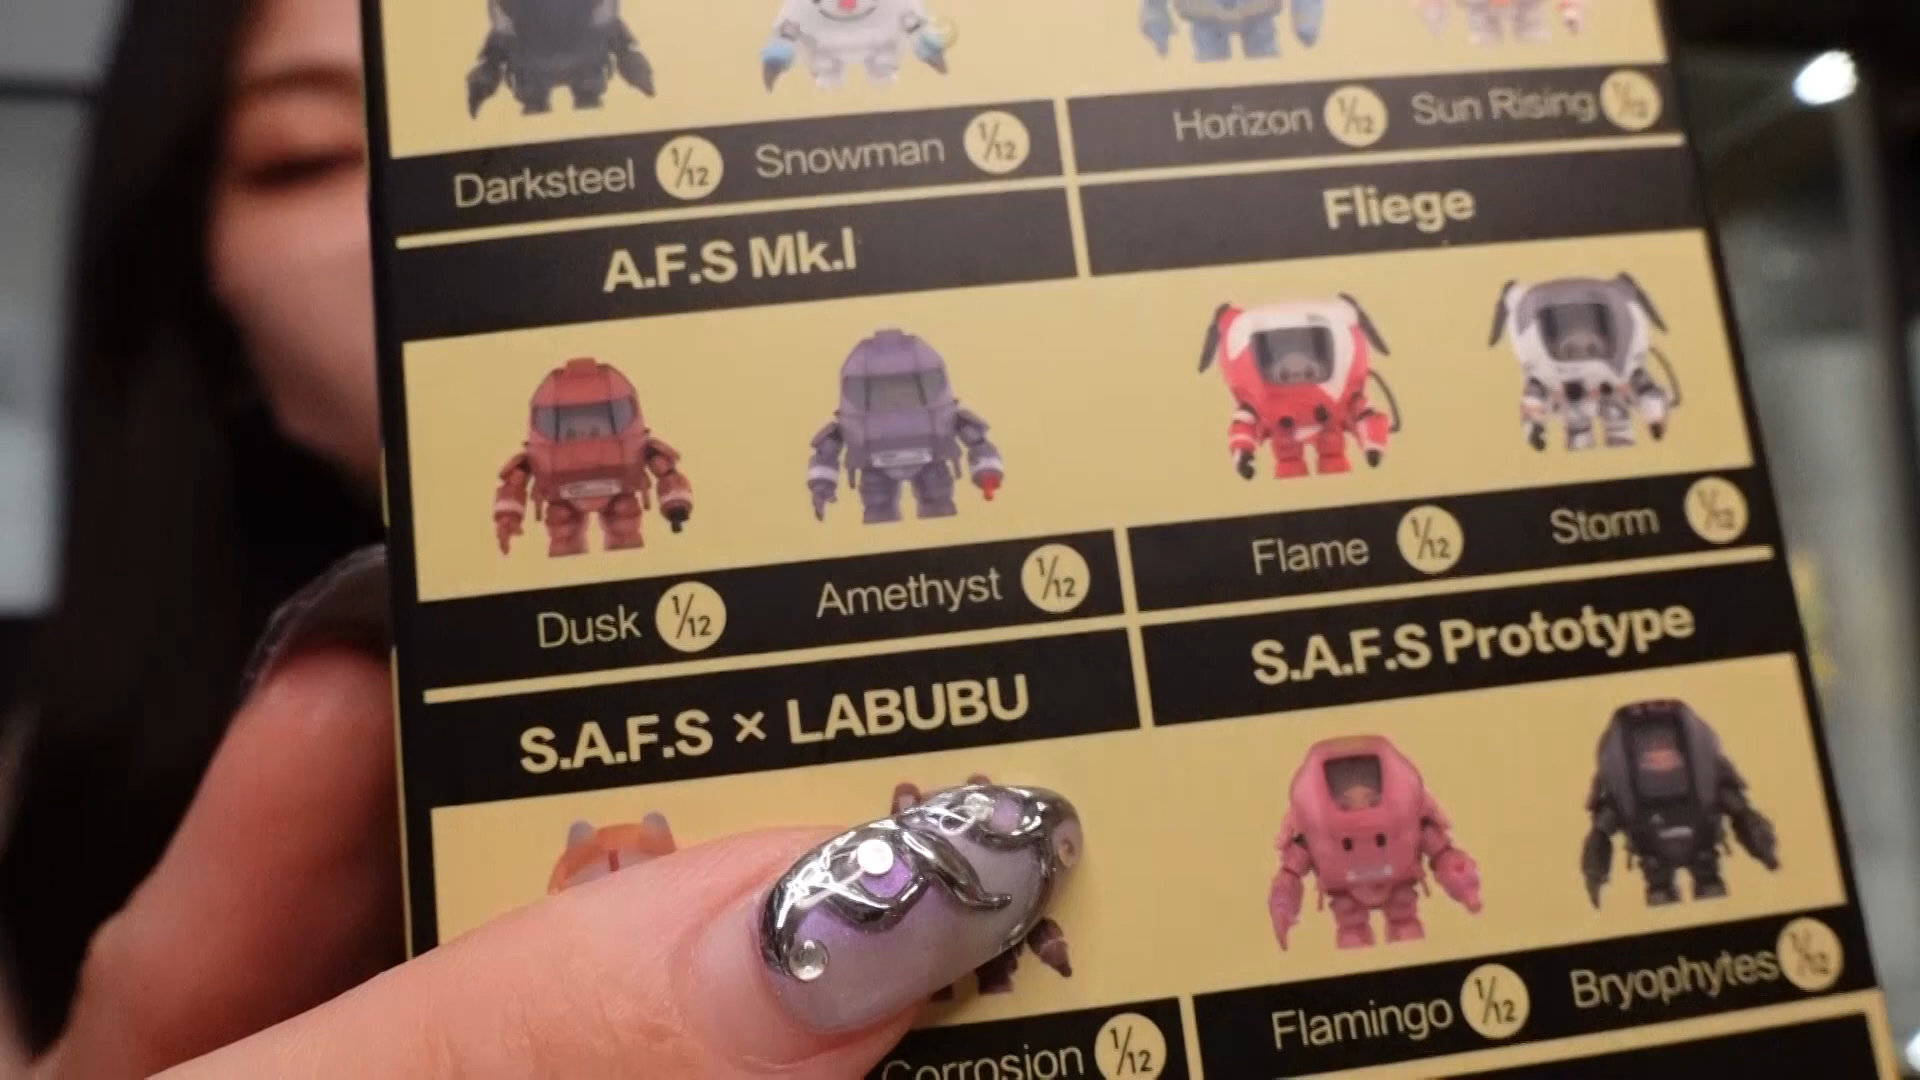 Darksteel 1/12 Snowman 1/12
Horizon 1/12 Sun Rising 1/12
A.F.S Mk.I
Fliege
Dusk 1/12 Amethyst 1/12
Flame 1/12 Storm 1/12
S.A.F.S × LABUBU
S.A.F.S Prototype
Corrosion 1/12
Flamingo 1/12 Bryophytes 1/12